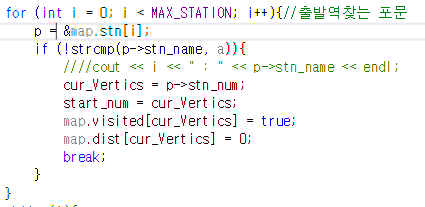 for (int i = 0; i < MAX_STATION; i++){//출발역찾는 포문
p = &map.stn[i];
if (!strcmp(p->stn_name, a)){
////cout << i << " : " << p->stn_name << endl;
cur_Vertics = p->stn_num;
start_num = cur_Vertics;
map.visited[cur_Vertics] = true;
map.dist[cur_Vertics] = 0;
break;
}
}